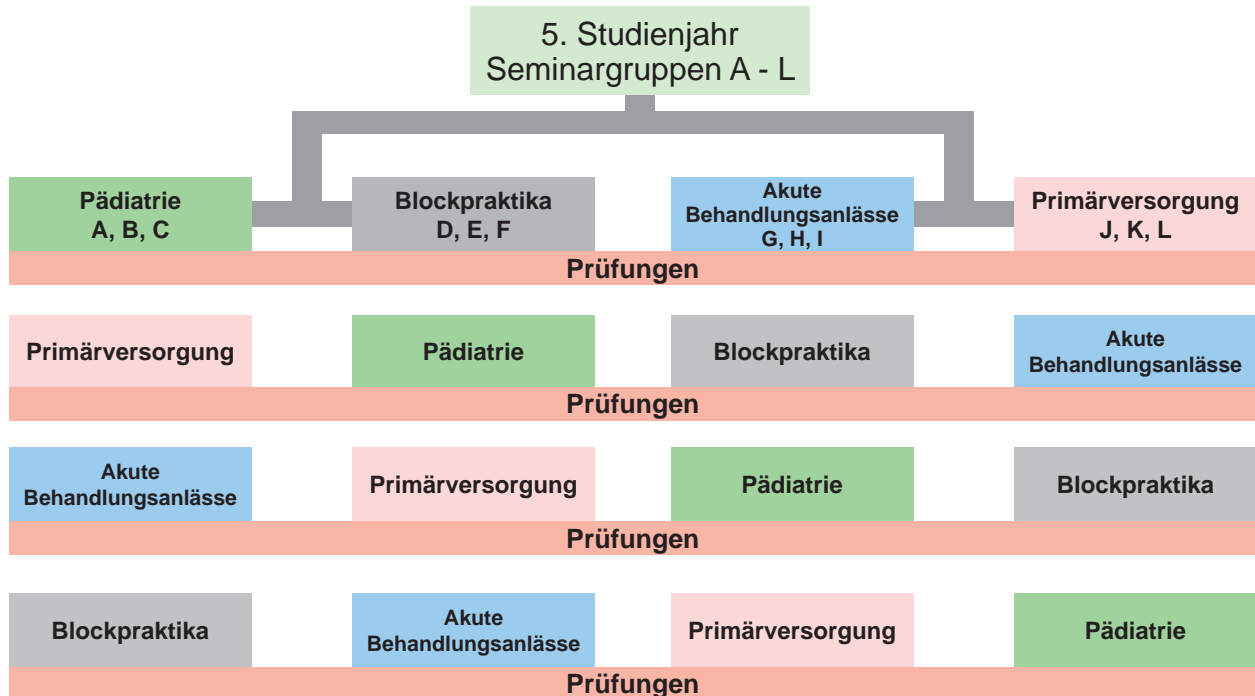 5. Studienjahr
Seminargruppen A - L
Pädiatrie
A, B, C
Blockpraktika
D, E, F
Akute
Behandlungsanlässe
G, H, I
Primärversorgung
J, K, L
Prüfungen
Primärversorgung
Pädiatrie
Blockpraktika
Akute
Behandlungsanlässe
Prüfungen
Akute
Behandlungsanlässe
Primärversorgung
Pädiatrie
Blockpraktika
Prüfungen
Blockpraktika
Akute
Behandlungsanlässe
Primärversorgung
Pädiatrie
Prüfungen